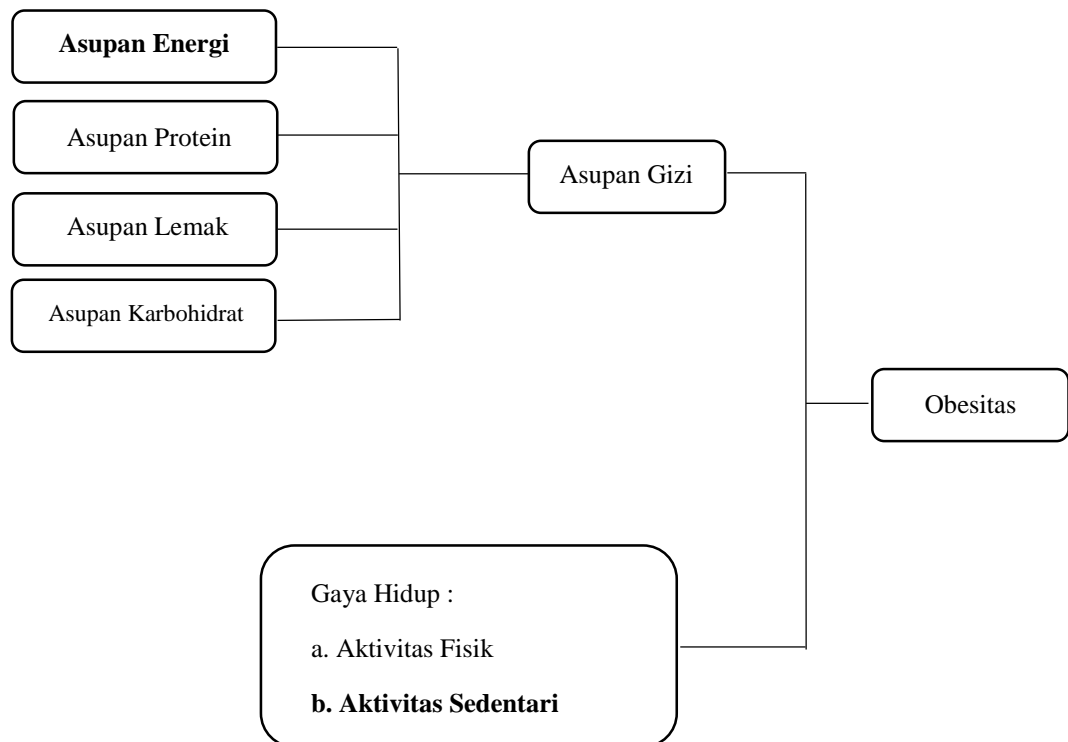 Asupan Energi
Asupan Protein
Asupan Lemak
Asupan Karbohidrat
Asupan Gizi
Obesitas
Gaya Hidup :
a. Aktivitas Fisik
b. Aktivitas Sedentari